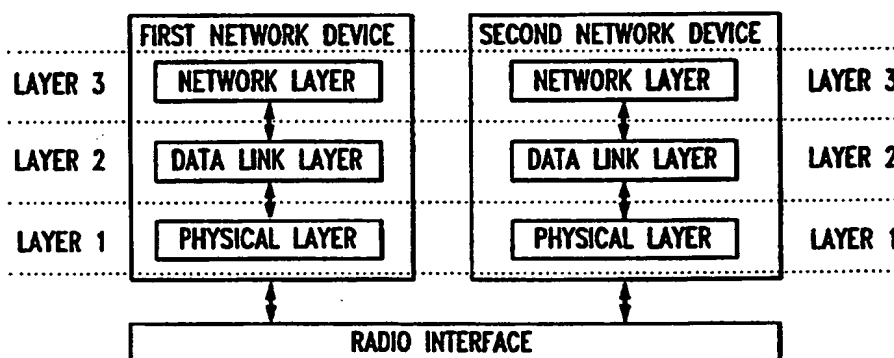 FIRST NETWORK DEVICE SECOND NETWORK DEVICE
LAYER 3 NETWORK LAYER NETWORK LAYER LAYER 3
LAYER 2 DATA LINK LAYER DATA LINK LAYER LAYER 2
LAYER 1 PHYSICAL LAYER PHYSICAL LAYER LAYER 1
RADIO INTERFACE